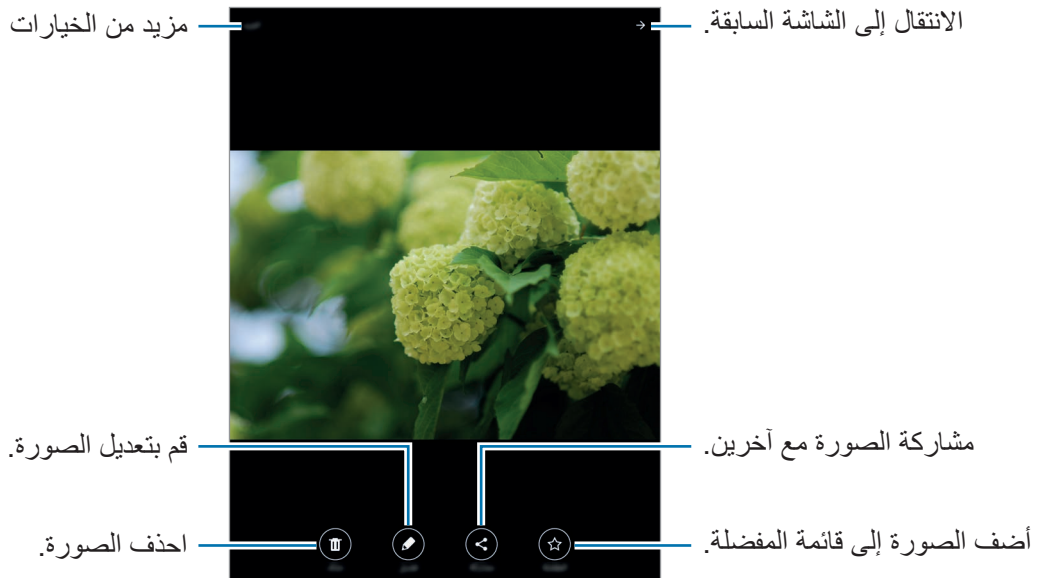 الانتقال إلى الشاشة السابقة.
مزيد من الخيارات
مشاركة الصورة مع آخرين.
قم بتعديل الصورة.
أضف الصورة إلى قائمة المفضلة.
احذف الصورة.